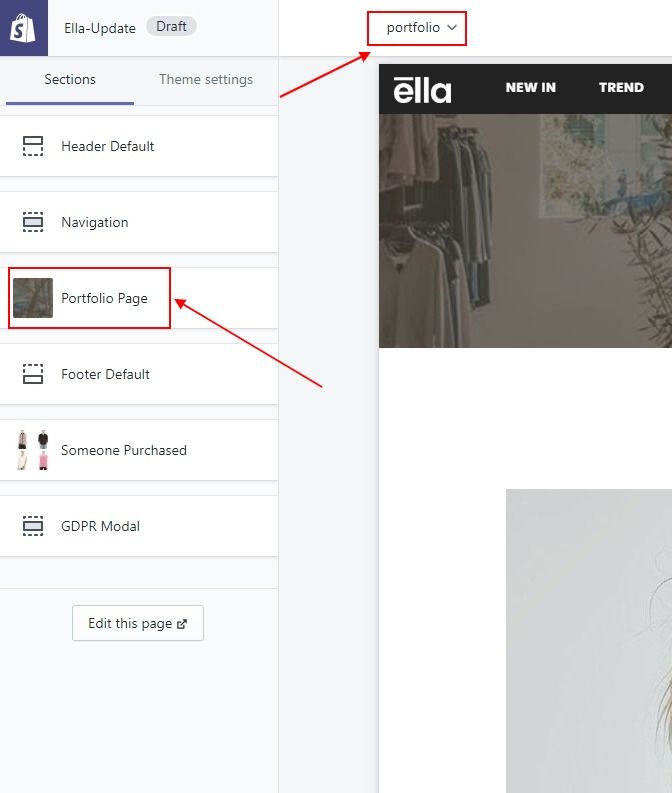 Ella-Update Draft
portfolio
Sections Theme settings
ella
NEW IN TREND
Header Default
Navigation
Portfolio Page
Footer Default
Someone Purchased
GDPR Modal
Edit this page